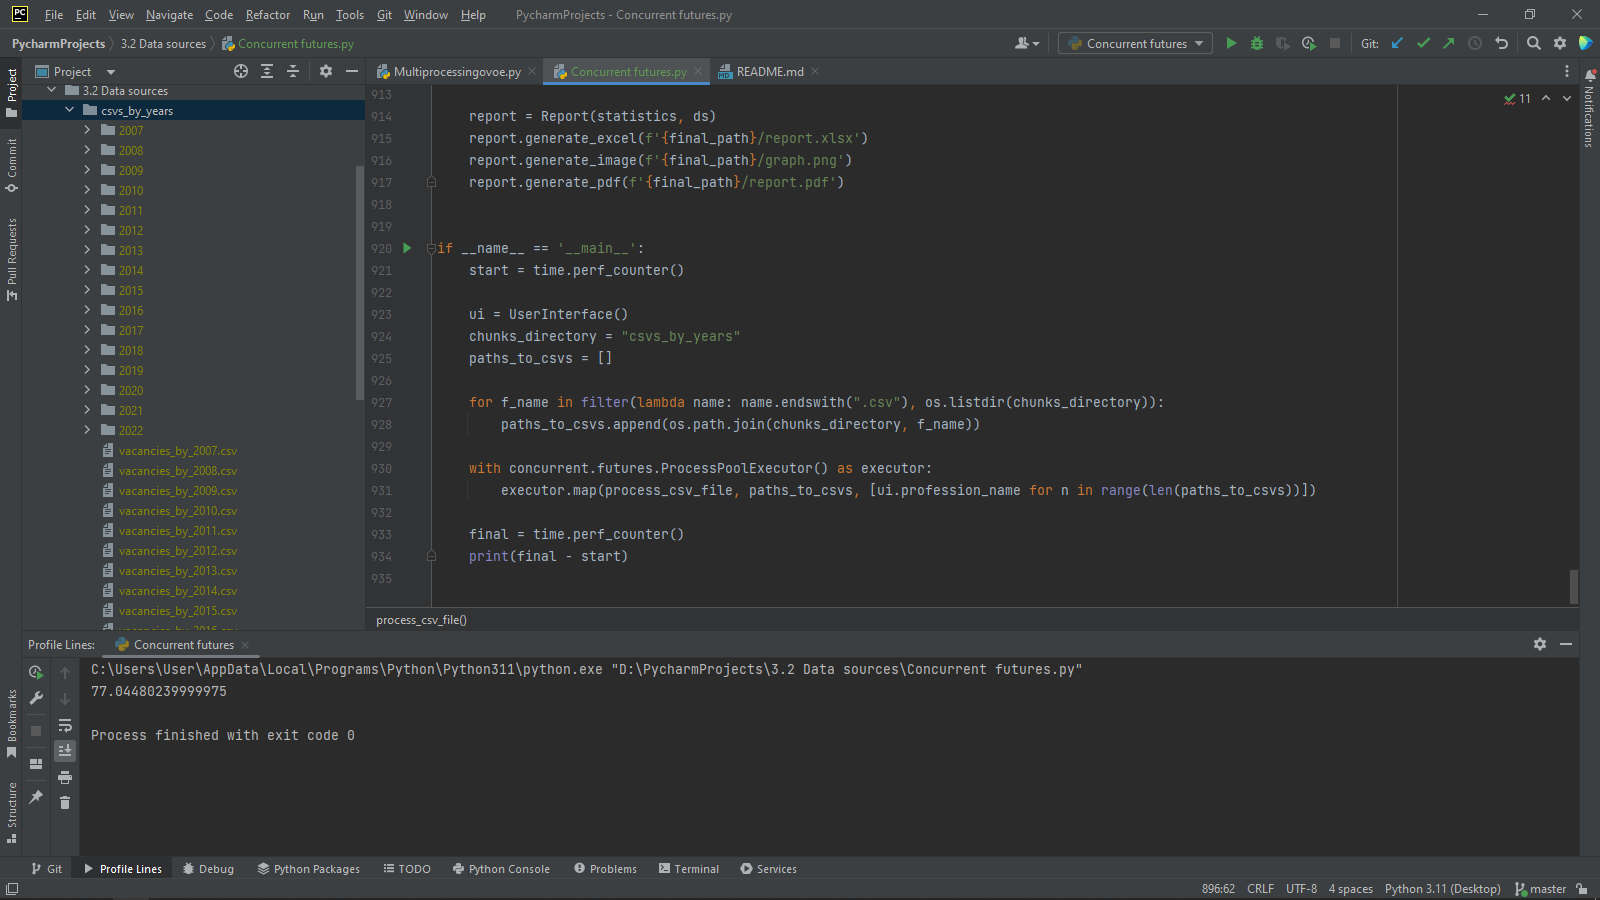 PC File Edit View Navigate Code Refactor Run Tools Git Window Help PycharmProjects - Concurrent futures.py
PycharmProjects 3.2 Data sources Concurrent futures.py Concurrent futures Git:
Project
Commit
Pull Requests
Bookmarks
Structure
Project
3.2 Data sources
csvs_by_years
2007
2008
2009
2010
2011
2012
2013
2014
2015
2016
2017
2018
2019
2020
2021
2022
vacancies_by_2007.csv
vacancies_by_2008.csv
vacancies_by_2009.csv
vacancies_by_2010.csv
vacancies_by_2011.csv
vacancies_by_2012.csv
vacancies_by_2013.csv
vacancies_by_2014.csv
vacancies_by_2015.csv
vacancies_by_2016.csv
Multiprocessingovoe.py Concurrent futures.py README.md
11
Notifications
913
914 report = Report(statistics, ds)
915 report.generate_excel(f'{final_path}/report.xlsx')
916 report.generate_image(f'{final_path}/graph.png')
917 report.generate_pdf(f'{final_path}/report.pdf')
918
919
920 if __name__ == '__main__':
921 start = time.perf_counter()
922
923 ui = UserInterface()
924 chunks_directory = "csvs_by_years"
925 paths_to_csvs = []
926
927 for f_name in filter(lambda name: name.endswith(".csv"), os.listdir(chunks_directory)):
928 paths_to_csvs.append(os.path.join(chunks_directory, f_name))
929
930 with concurrent.futures.ProcessPoolExecutor() as executor:
931 executor.map(process_csv_file, paths_to_csvs, [ui.profession_name for n in range(len(paths_to_csvs))])
932
933 final = time.perf_counter()
934 print(final - start)
935
process_csv_file()
Profile Lines: Concurrent futures
C:\Users\User\AppData\Local\Programs\Python\Python311\python.exe "D:\PycharmProjects\3.2 Data sources\Concurrent futures.py"
77.04480239999975
Process finished with exit code 0
Git Profile Lines Debug Python Packages TODO Python Console Problems Terminal Services
896:62 CRLF UTF-8 4 spaces Python 3.11 (Desktop) master